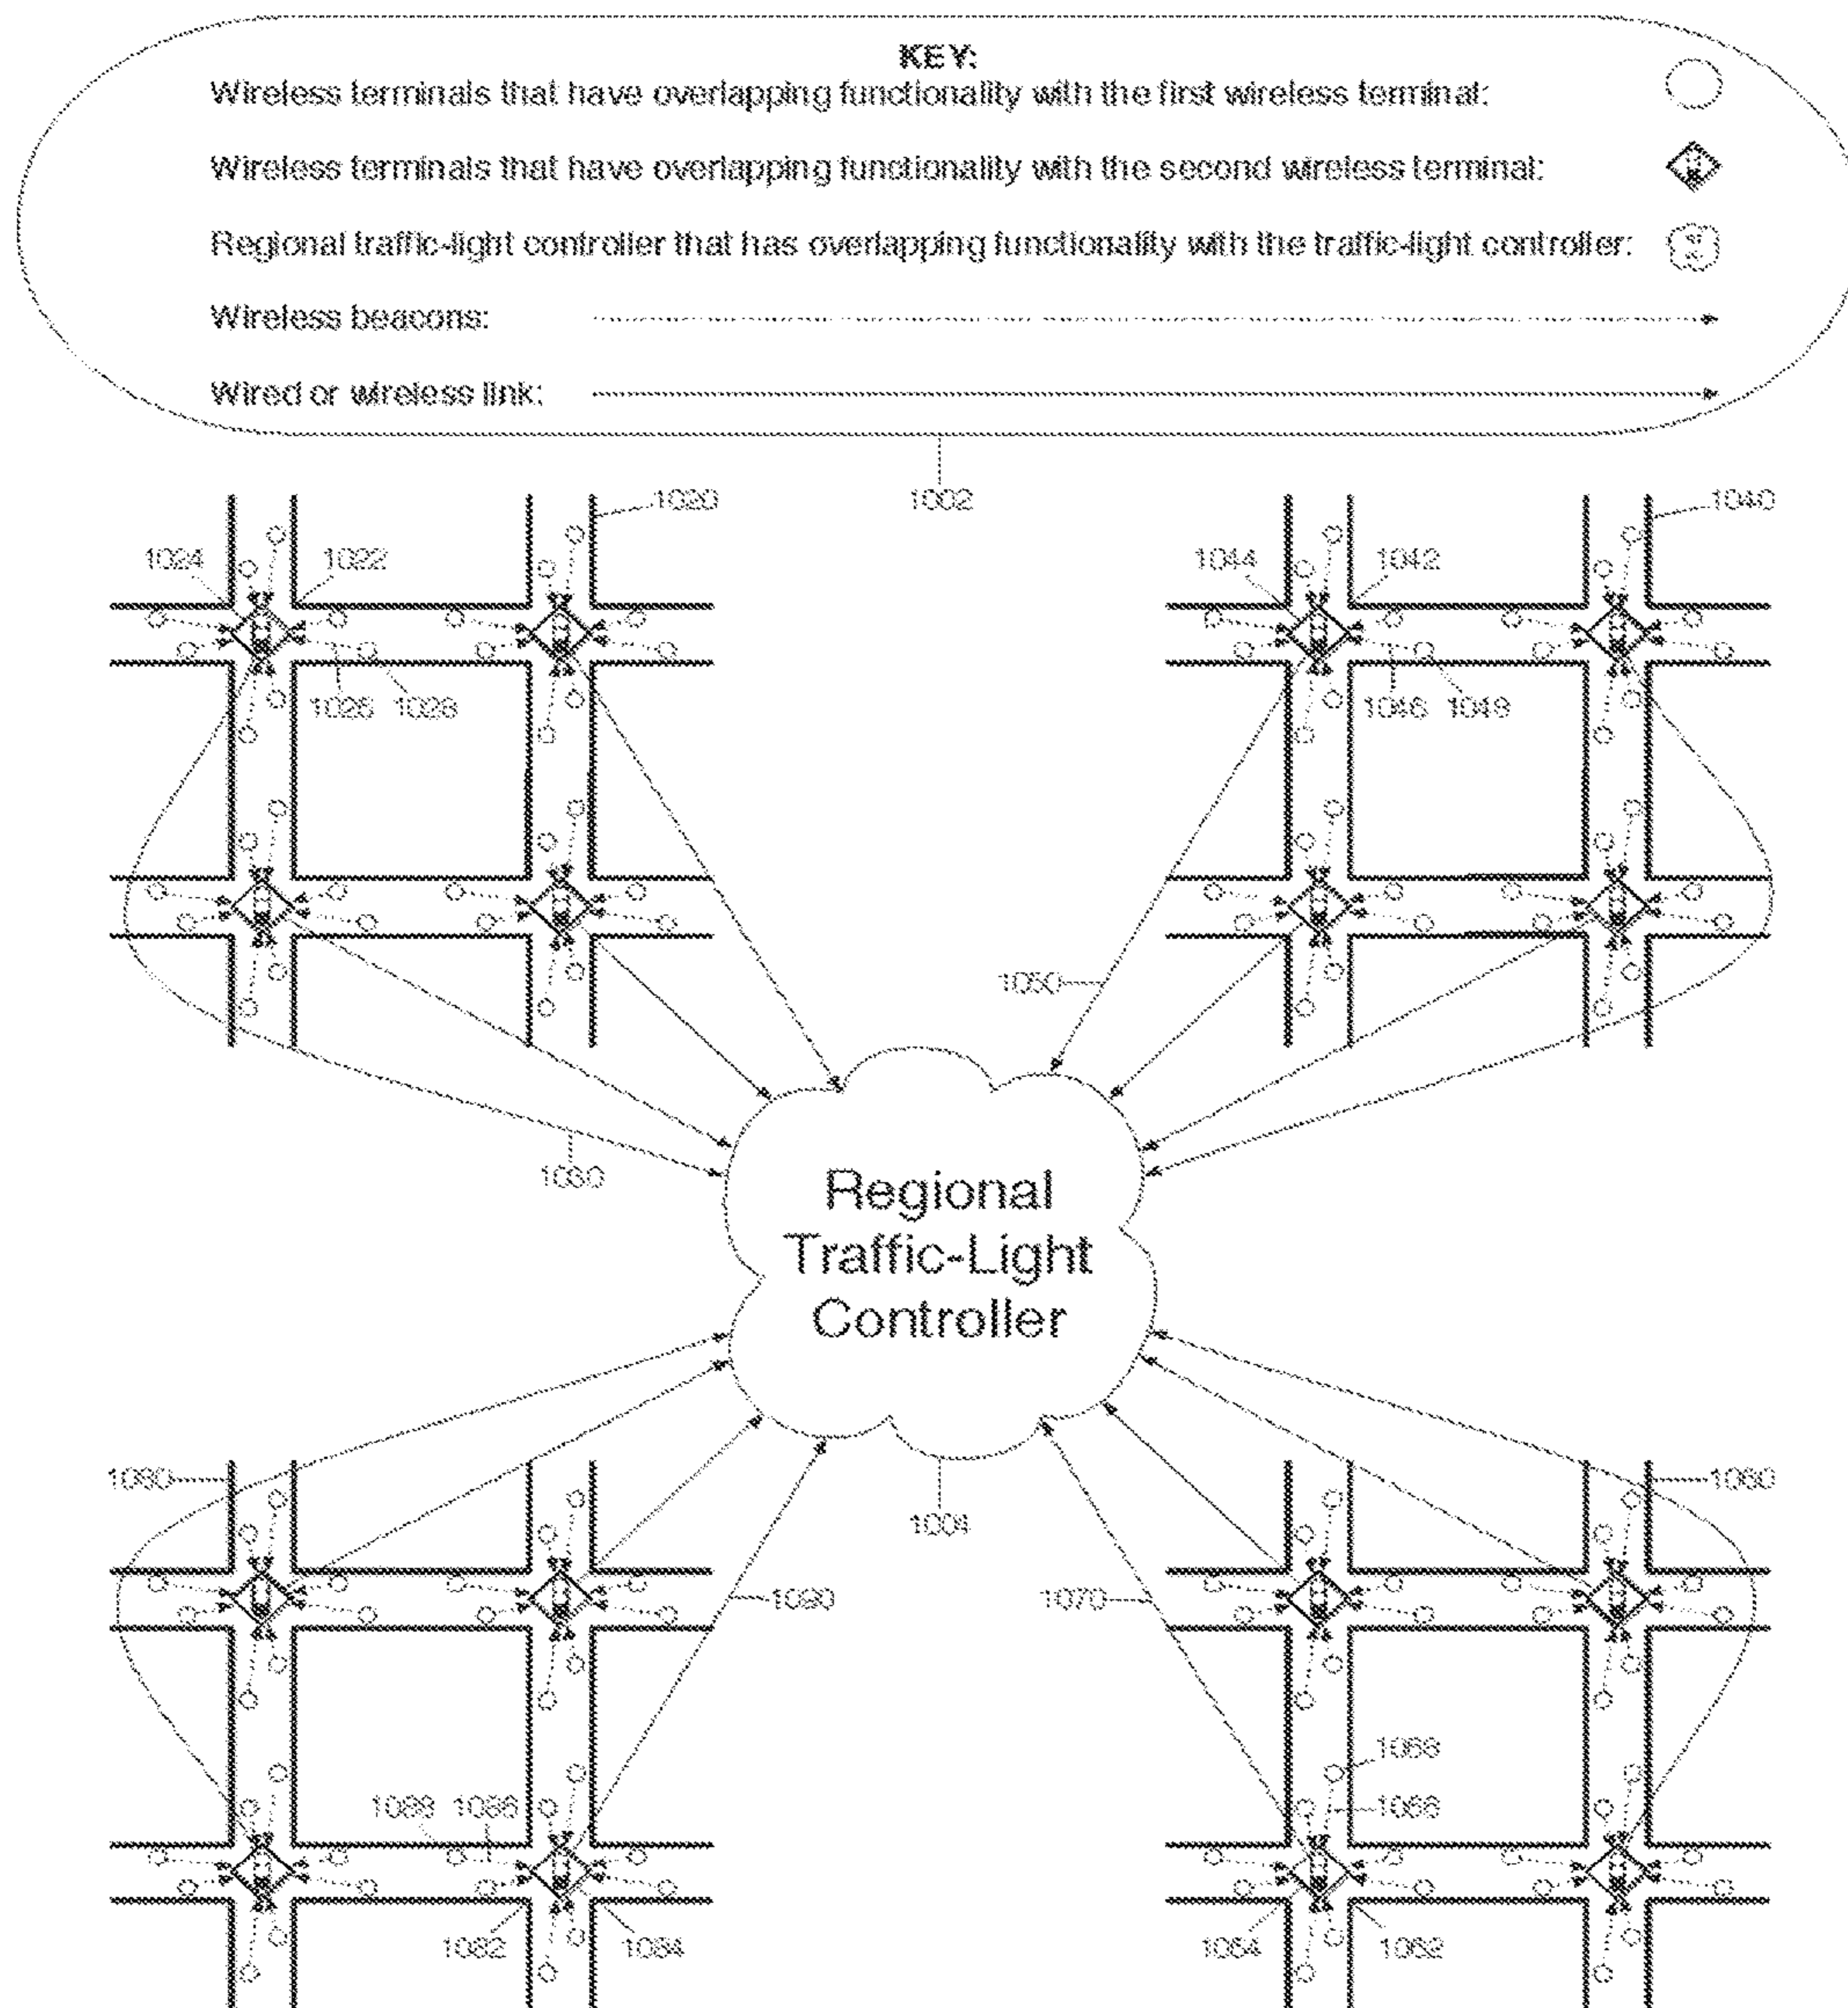 KEY:
Wireless terminals that have overlapping functionality with the first wireless terminal:
Wireless terminals that have overlapping functionality with the second wireless terminal:
Regional traffic-light controller that has overlapping functionality with the traffic-light controller:
Wireless beacons:
Wired or wireless link:
1002
1020
1040
1024
1022
1044
1042
1026
1028
1046
1048
1050
1030
Regional
Traffic-Light
Controller
1080
1060
1004
1090
1070
1068
1088
1086
1066
1082
1084
1064
1062